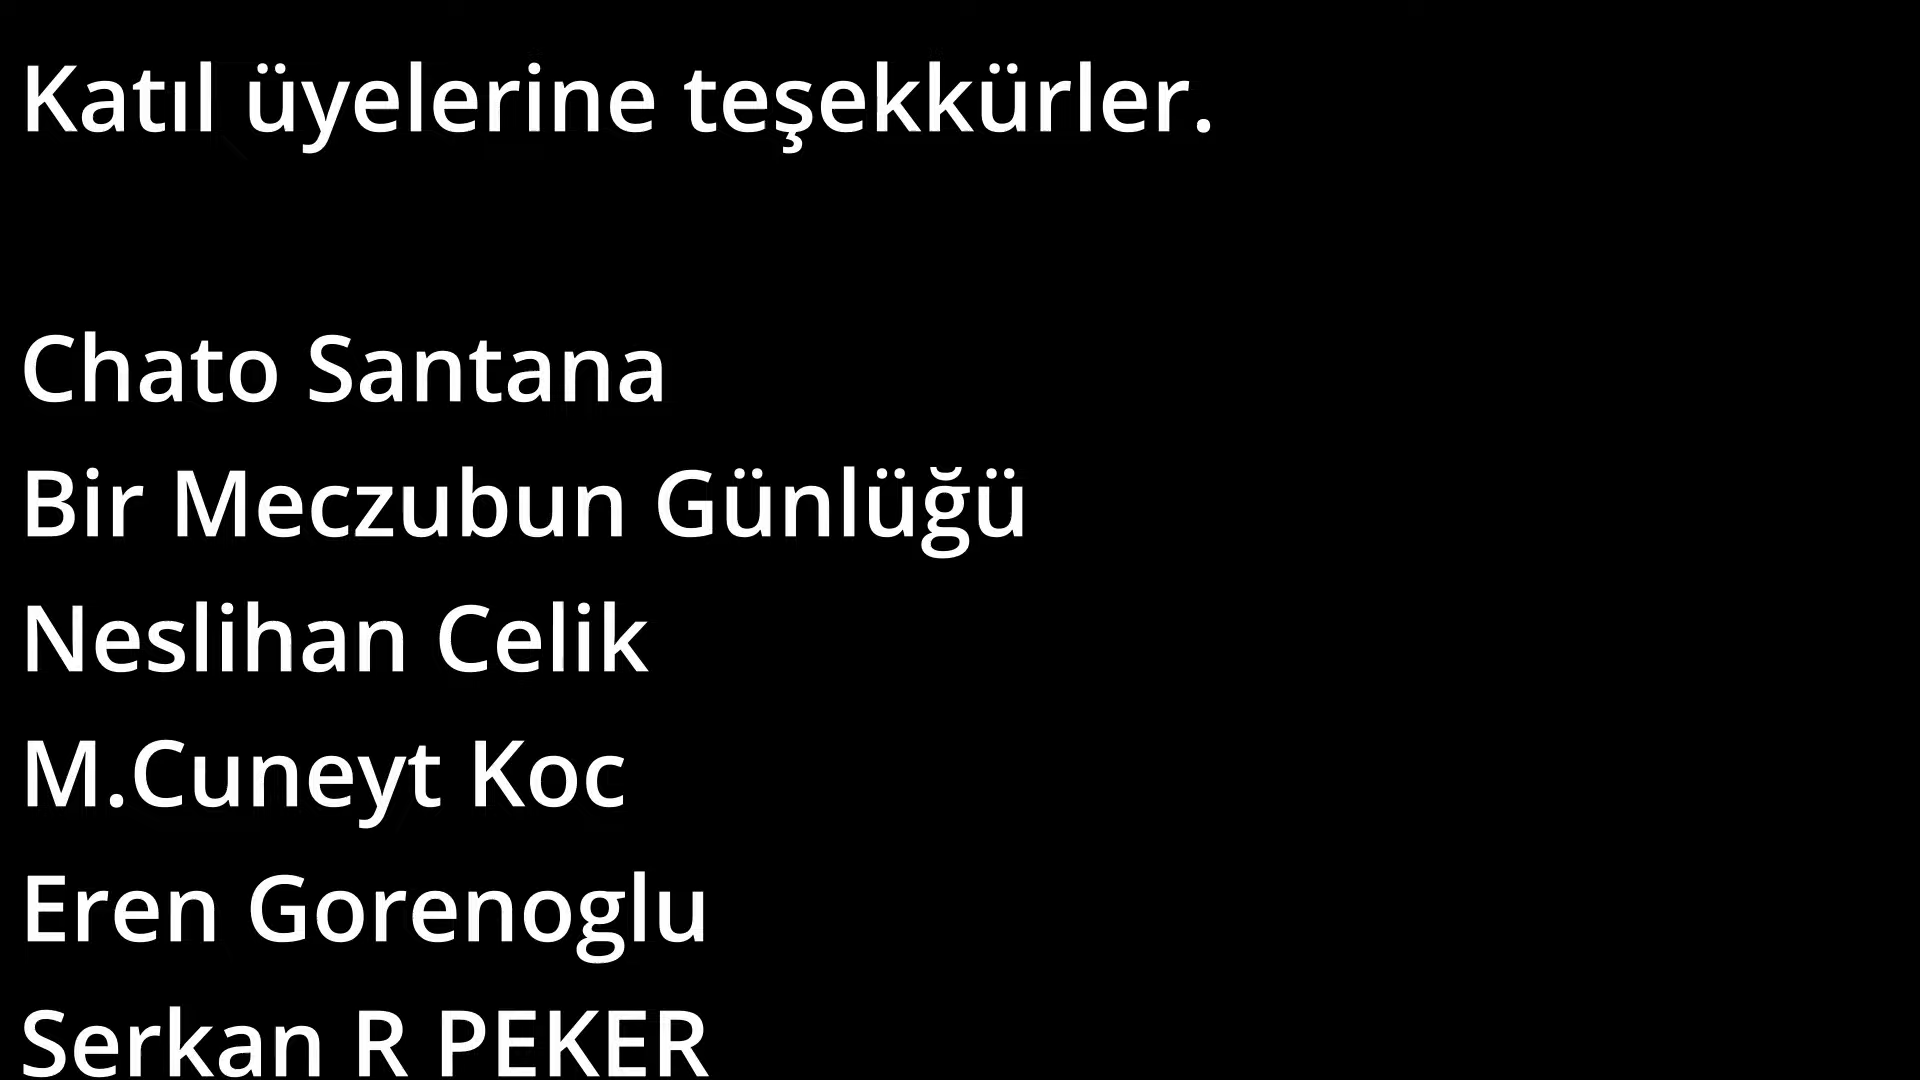 Katıl üyelerine teşekkürler.
Chato Santana
Bir Meczubun Günlüğü
Neslihan Celik
M.Cuneyt Koc
Eren Gorenoglu
Serkan R PEKER